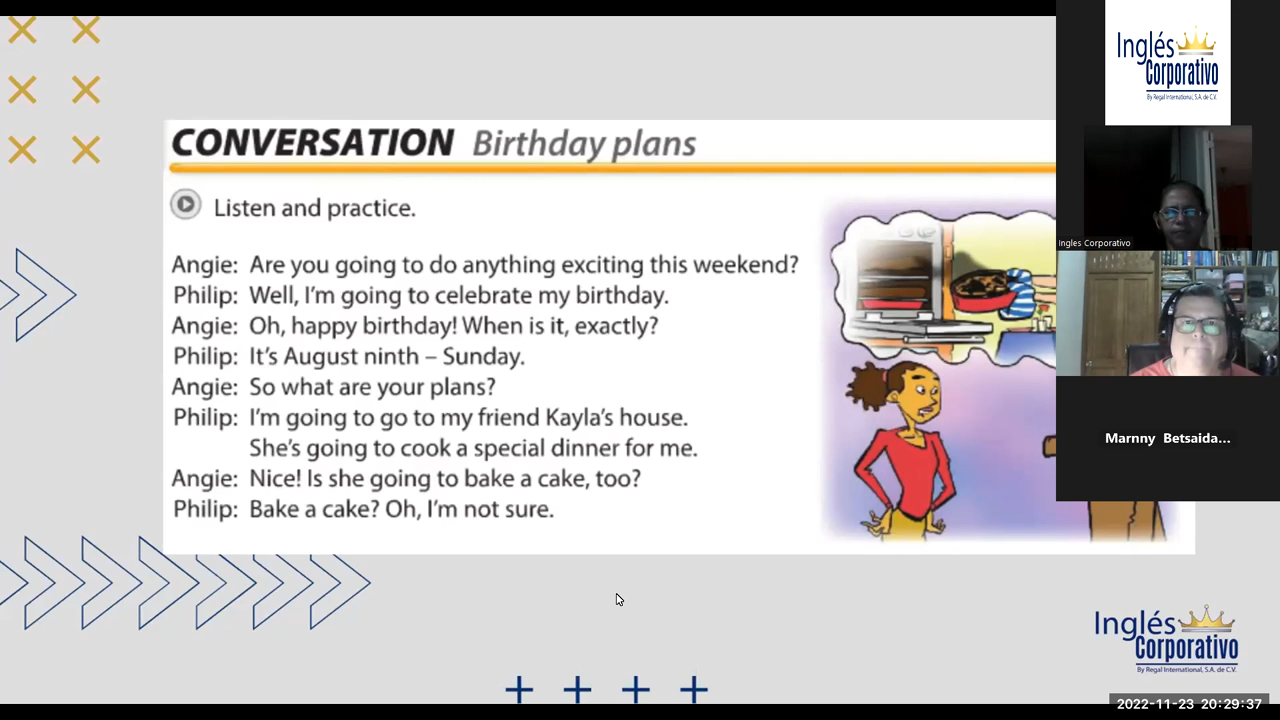 CONVERSATION Birthday plans
Listen and practice.
Angie: Are you going to do anything exciting this weekend?
Philip: Well, I'm going to celebrate my birthday.
Angie: Oh, happy birthday! When is it, exactly?
Philip: It's August ninth – Sunday.
Angie: So what are your plans?
Philip: I'm going to go to my friend Kayla's house.
She's going to cook a special dinner for me.
Angie: Nice! Is she going to bake a cake, too?
Philip: Bake a cake? Oh, I'm not sure.
Inglés
Corporativo
By Regal International, S.A. de C.V.
Ingles Corporativo
Marnny Betsaida...
Inglés
Corporativo
By Regal International, S.A. de C.V.
2022-11-23 20:29:37